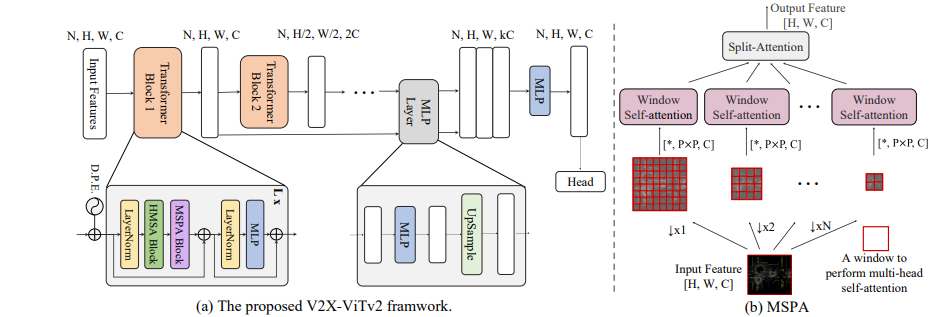 N, H, W, C
N, H, W, C
N, H/2, W/2, 2C
N, H, W, kC
N, H, W, C
Input Features
Transformer
Block 1
Transformer
Block 2
...
MLP
Layer
MLP
Head
D.P.E.
L x
LayerNorm
HMSA Block
MSPA Block
LayerNorm
MLP
MLP
UpSample
(a) The proposed V2X-ViTv2 framwork.
Output Feature
[H, W, C]
Split-Attention
Window
Self-attention
Window
Self-attention
...
Window
Self-attention
[*, P×P, C]
[*, P×P, C]
[*, P×P, C]
...
↓x1
↓x2
↓xN
Input Feature
[H, W, C]
A window to
perform multi-head
self-attention
(b) MSPA